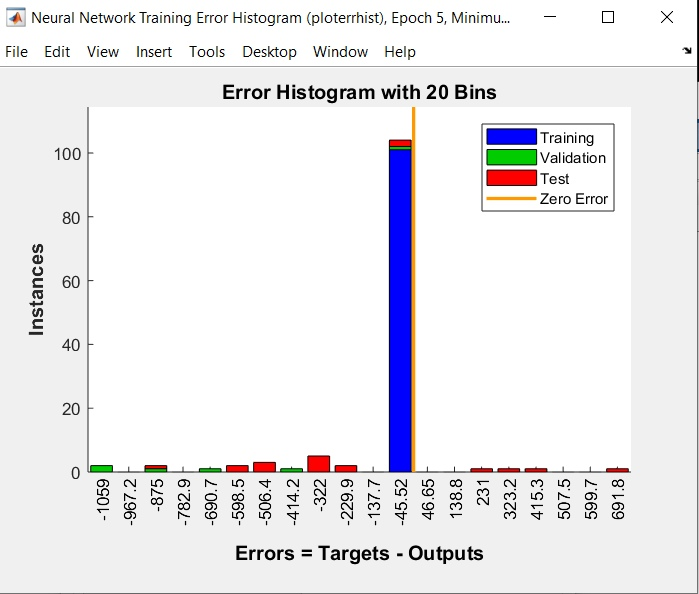 Neural Network Training Error Histogram (ploterrhist), Epoch 5, Minimu...
File Edit View Insert Tools Desktop Window Help
Error Histogram with 20 Bins
Training
Validation
Test
Zero Error
Instances
100
80
60
40
20
0
-1059 -967.2 -875 -782.9 -690.7 -598.5 -506.4 -414.2 -322 -229.9 -137.7 -45.52 46.65 138.8 231 323.2 415.3 507.5 599.7 691.8
Errors = Targets - Outputs